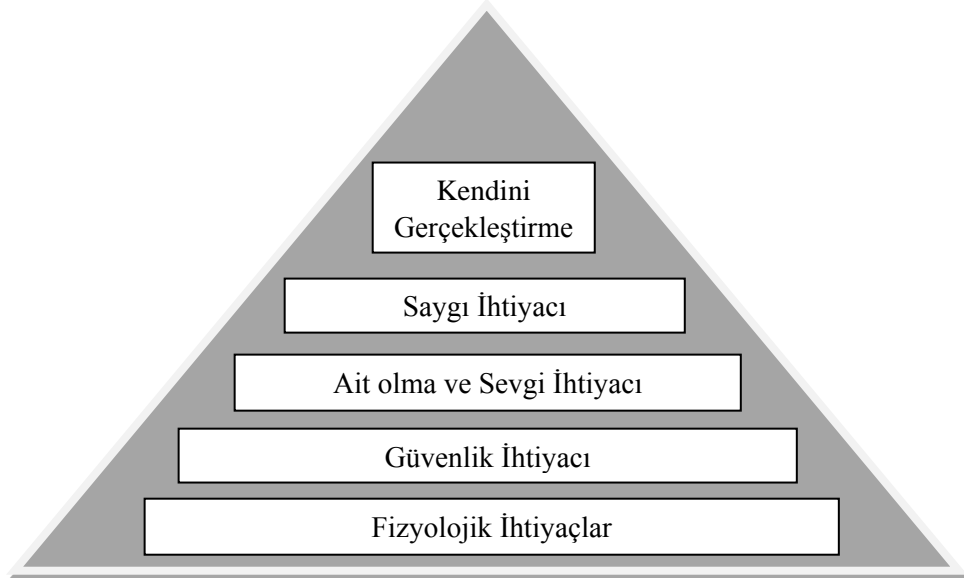 Kendini
Gerçekleştirme
Saygı İhtiyacı
Ait olma ve Sevgi İhtiyacı
Güvenlik İhtiyacı
Fizyolojik İhtiyaçlar